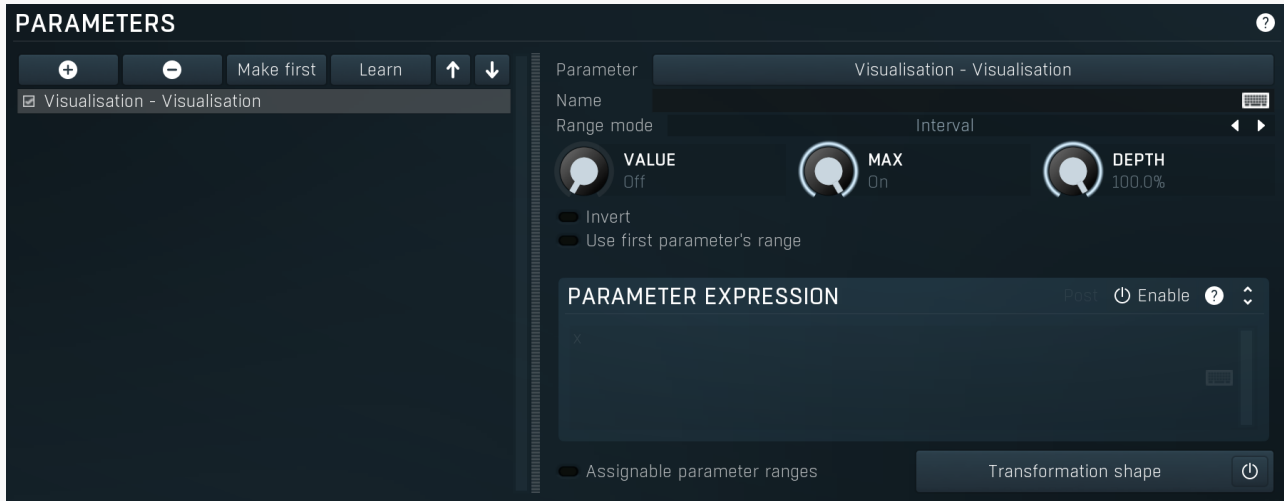 PARAMETERS
?
Make first Learn
Visualisation - Visualisation
Parameter Visualisation - Visualisation
Name
Range mode Interval
VALUE MAX DEPTH
Off On 100.0%
Invert
Use first parameter's range
PARAMETER EXPRESSION Post Enable ?
x
Assignable parameter ranges Transformation shape